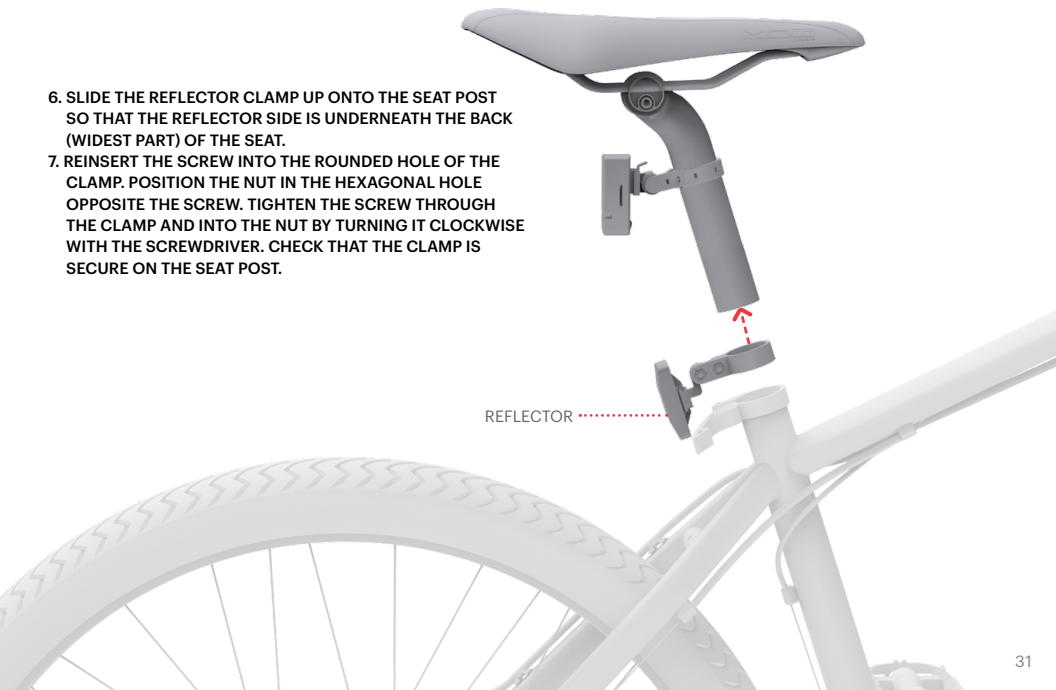 6. SLIDE THE REFLECTOR CLAMP UP ONTO THE SEAT POST
SO THAT THE REFLECTOR SIDE IS UNDERNEATH THE BACK
(WIDEST PART) OF THE SEAT.
7. REINSERT THE SCREW INTO THE ROUNDED HOLE OF THE
CLAMP. POSITION THE NUT IN THE HEXAGONAL HOLE
OPPOSITE THE SCREW. TIGHTEN THE SCREW THROUGH
THE CLAMP AND INTO THE NUT BY TURNING IT CLOCKWISE
WITH THE SCREWDRIVER. CHECK THAT THE CLAMP IS
SECURE ON THE SEAT POST.
REFLECTOR
31